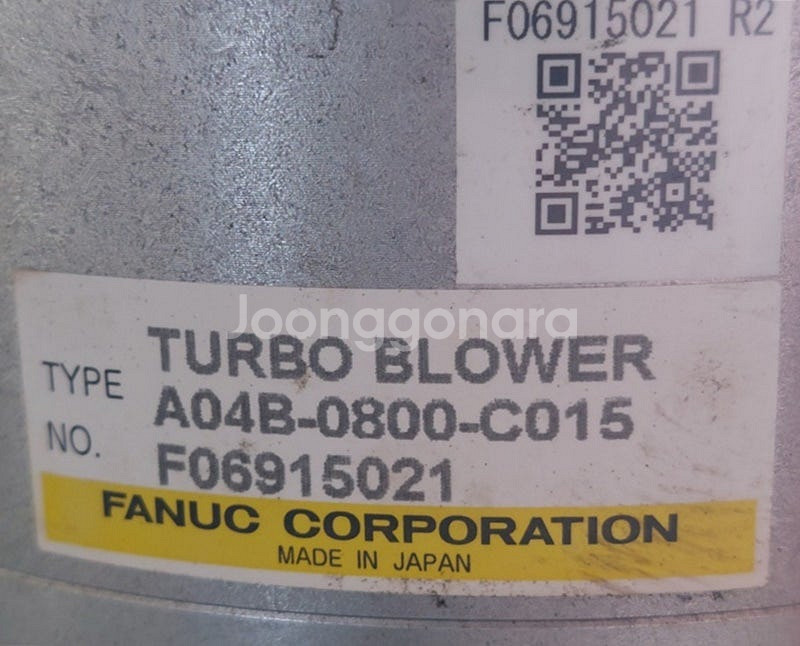 F06915021 R2
Joonggonara
TURBO BLOWER
TYPE A04B-0800-C015
NO. F06915021
FANUC CORPORATION
MADE IN JAPAN